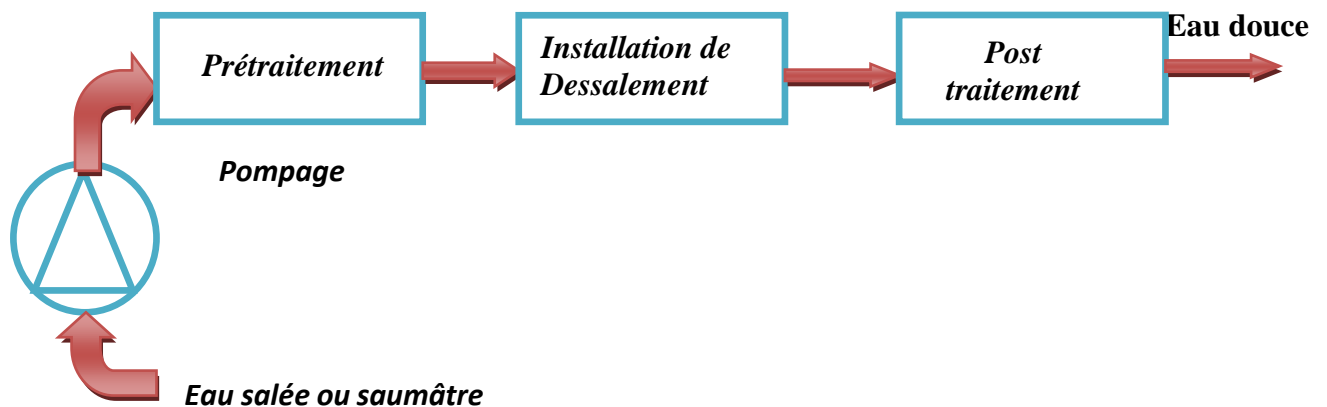 Eau douce
Prétraitement
Installation de
Dessalement
Post
traitement
Pompage
Eau salée ou saumâtre